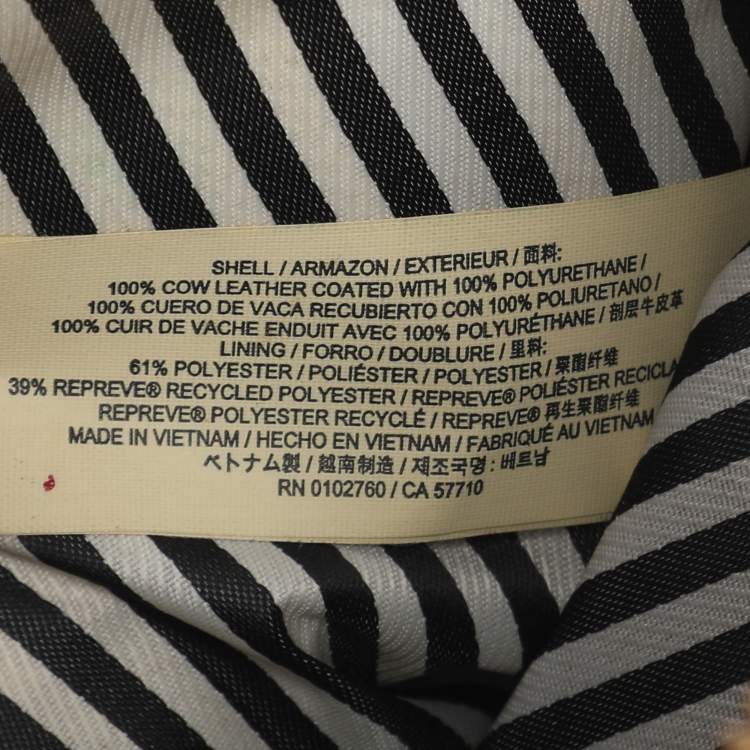 SHELL / ARMAZON / EXTERIEUR / 面料:
100% COW LEATHER COATED WITH 100% POLYURETHANE /
100% CUERO DE VACA RECUBIERTO CON 100% POLIURETANO /
100% CUIR DE VACHE ENDUIT AVEC 100% POLYURÉTHANE / 剖层牛皮革
LINING / FORRO / DOUBLURE / 里料:
61% POLYESTER / POLIÉSTER / POLYESTER / 聚酯纤维
39% REPREVE® RECYCLED POLYESTER / REPREVE® POLIÉSTER RECICLA
REPREVE® POLYESTER RECYCLÉ / REPREVE® 再生聚酯纤维
MADE IN VIETNAM / HECHO EN VIETNAM / FABRIQUÉ AU VIETNAM
ベトナム製 / 越南制造 / 제조국명 : 베트남
RN 0102760 / CA 57710